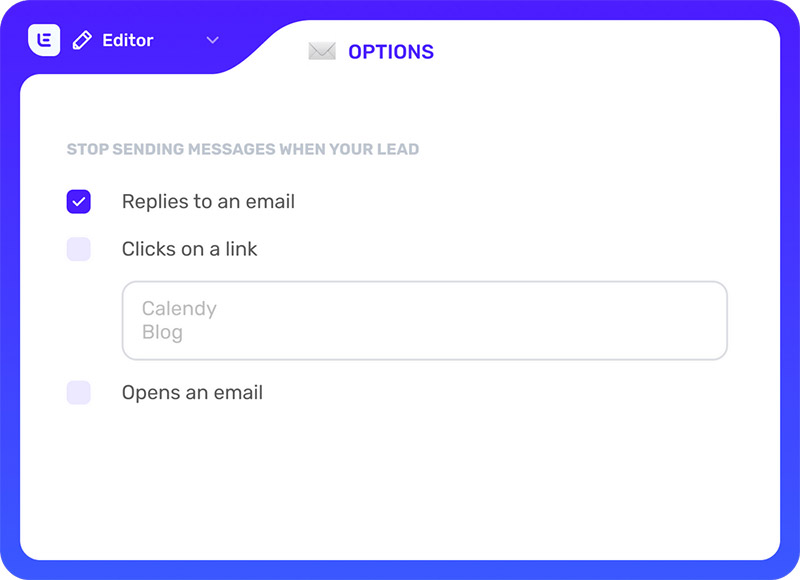 LE
Editor
OPTIONS
STOP SENDING MESSAGES WHEN YOUR LEAD
Replies to an email
Clicks on a link
Calendy
Blog
Opens an email